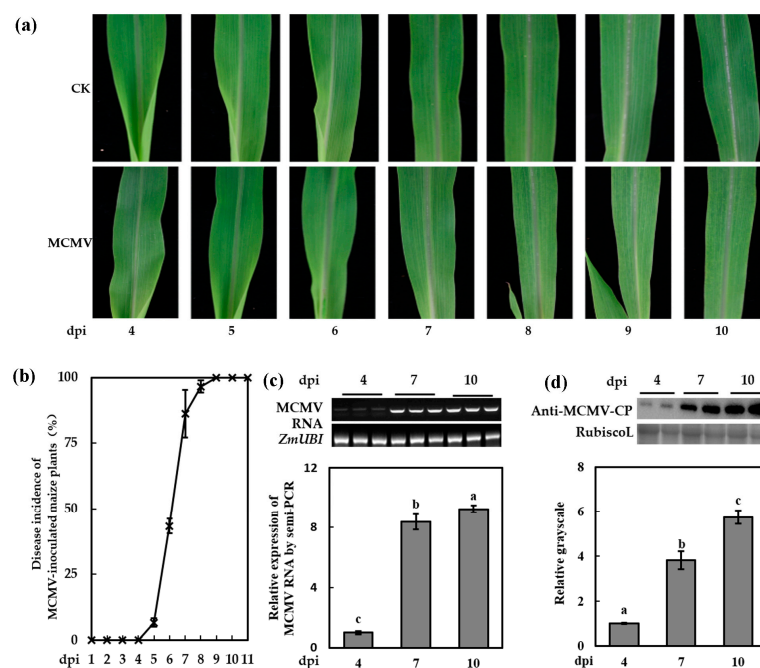 (a)
CK
MCMV
dpi 4 5 6 7 8 9 10
(b)
Disease incidence of
MCMV-inoculated maize plants (%)
100
75
50
25
0
dpi 1 2 3 4 5 6 7 8 9 10 11
(c)
dpi
4 7 10
MCMV
RNA
ZmUBI
Relative expression of
MCMV RNA by semi-PCR
12
8
4
0
c
b
a
dpi 4 7 10
(d)
dpi
4 7 10
Anti-MCMV-CP
RubiscoL
Relative grayscale
8
6
4
2
0
a
b
c
dpi 4 7 10